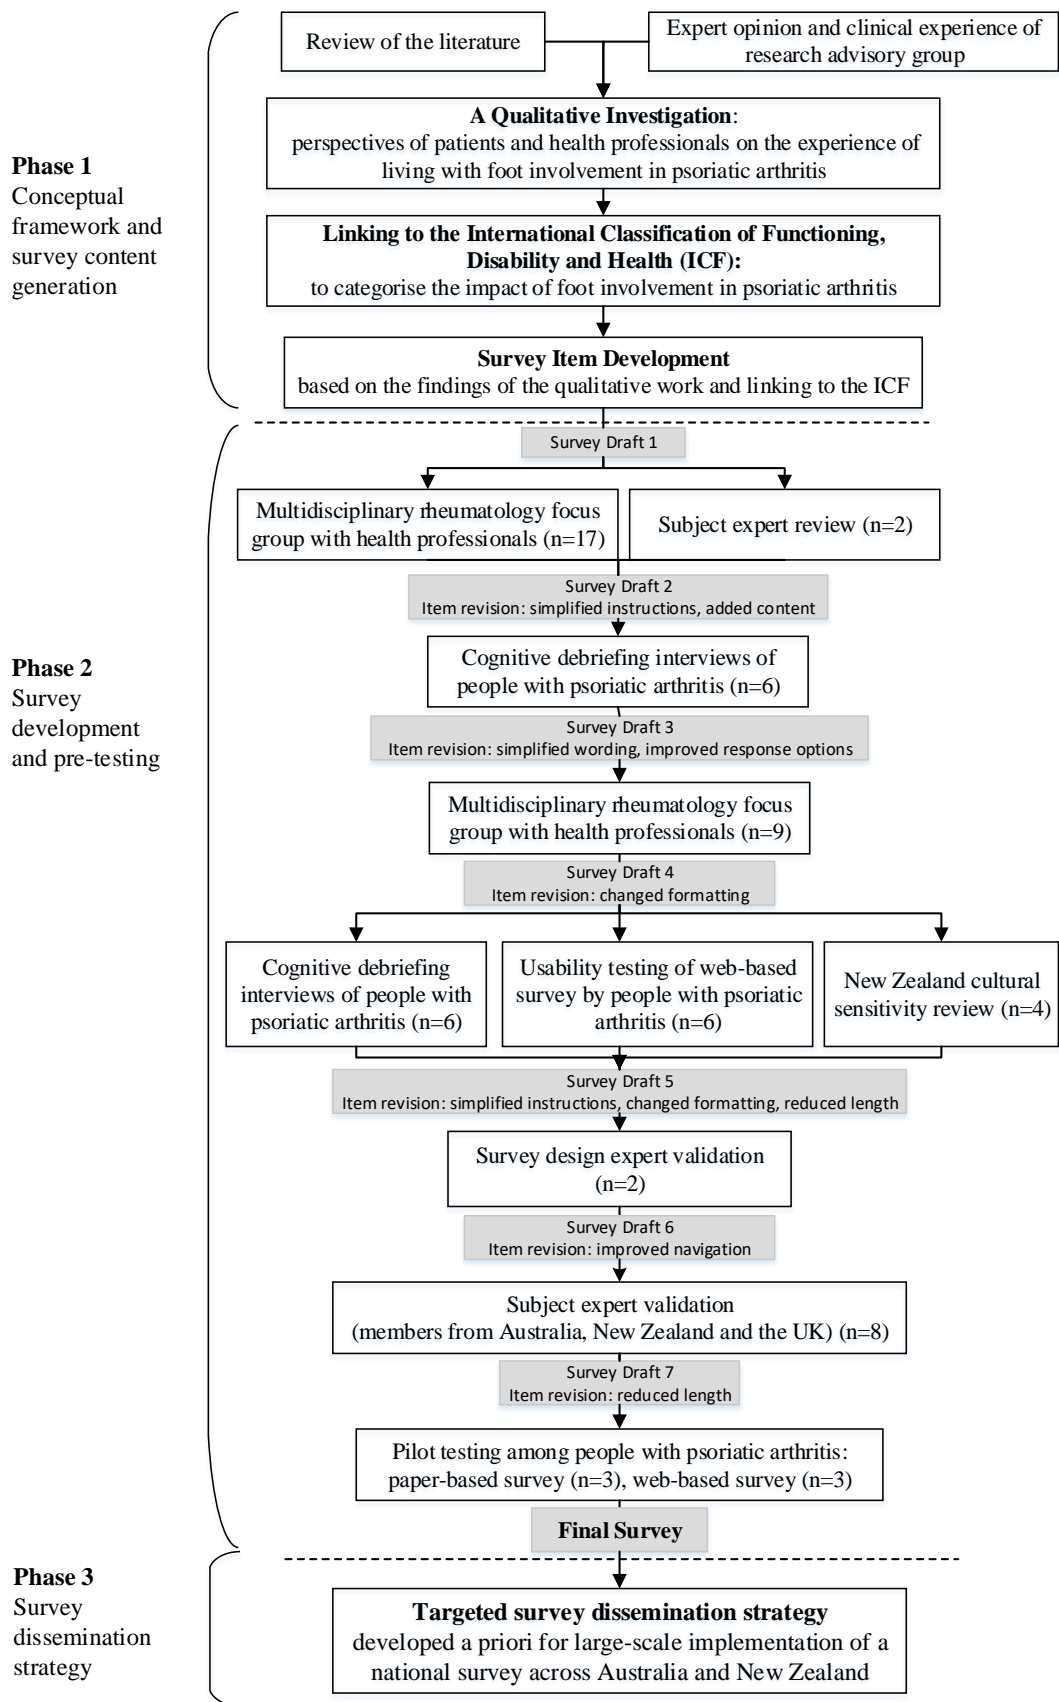 Review of the literature
Expert opinion and clinical experience of
research advisory group
Phase 1
Conceptual
framework and
survey content
generation
A Qualitative Investigation:
perspectives of patients and health professionals on the experience of
living with foot involvement in psoriatic arthritis
Linking to the International Classification of Functioning,
Disability and Health (ICF):
to categorise the impact of foot involvement in psoriatic arthritis
Survey Item Development
based on the findings of the qualitative work and linking to the ICF
Phase 2
Survey
development
and pre-testing
Survey Draft 1
Multidisciplinary rheumatology focus
group with health professionals (n=17)
Subject expert review (n=2)
Survey Draft 2
Item revision: simplified instructions, added content
Cognitive debriefing interviews of
people with psoriatic arthritis (n=6)
Survey Draft 3
Item revision: simplified wording, improved response options
Multidisciplinary rheumatology focus
group with health professionals (n=9)
Survey Draft 4
Item revision: changed formatting
Cognitive debriefing
interviews of people with
psoriatic arthritis (n=6)
Usability testing of web-based
survey by people with psoriatic
arthritis (n=6)
New Zealand cultural
sensitivity review (n=4)
Survey Draft 5
Item revision: simplified instructions, changed formatting, reduced length
Survey design expert validation
(n=2)
Survey Draft 6
Item revision: improved navigation
Subject expert validation
(members from Australia, New Zealand and the UK) (n=8)
Survey Draft 7
Item revision: reduced length
Pilot testing among people with psoriatic arthritis:
paper-based survey (n=3), web-based survey (n=3)
Final Survey
Phase 3
Survey
dissemination
strategy
Targeted survey dissemination strategy
developed a priori for large-scale implementation of a
national survey across Australia and New Zealand